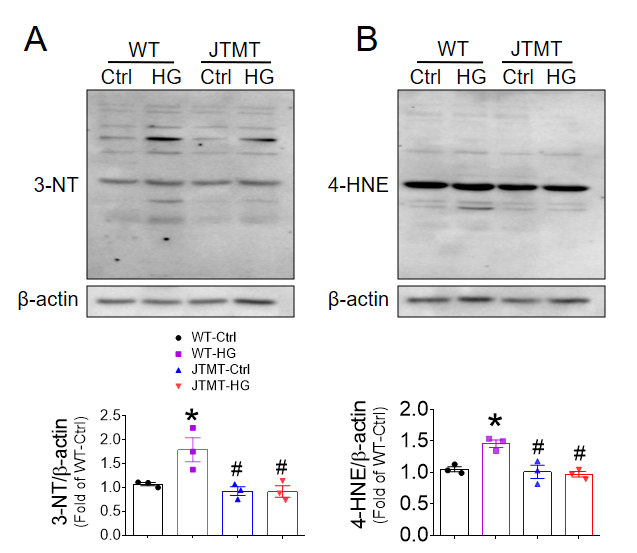 A
WT JTMT
Ctrl HG Ctrl HG
3-NT
β-actin
WT-Ctrl
WT-HG
JTMT-Ctrl
JTMT-HG
3-NT/β-actin
(Fold of WT-Ctrl)
2.5
2.0
1.5
1.0
0.5
0.0
*
# #
B
WT JTMT
Ctrl HG Ctrl HG
4-HNE
β-actin
4-HNE/β-actin
(Fold of WT-Ctrl)
2.0
1.5
1.0
0.5
0.0
*
# #